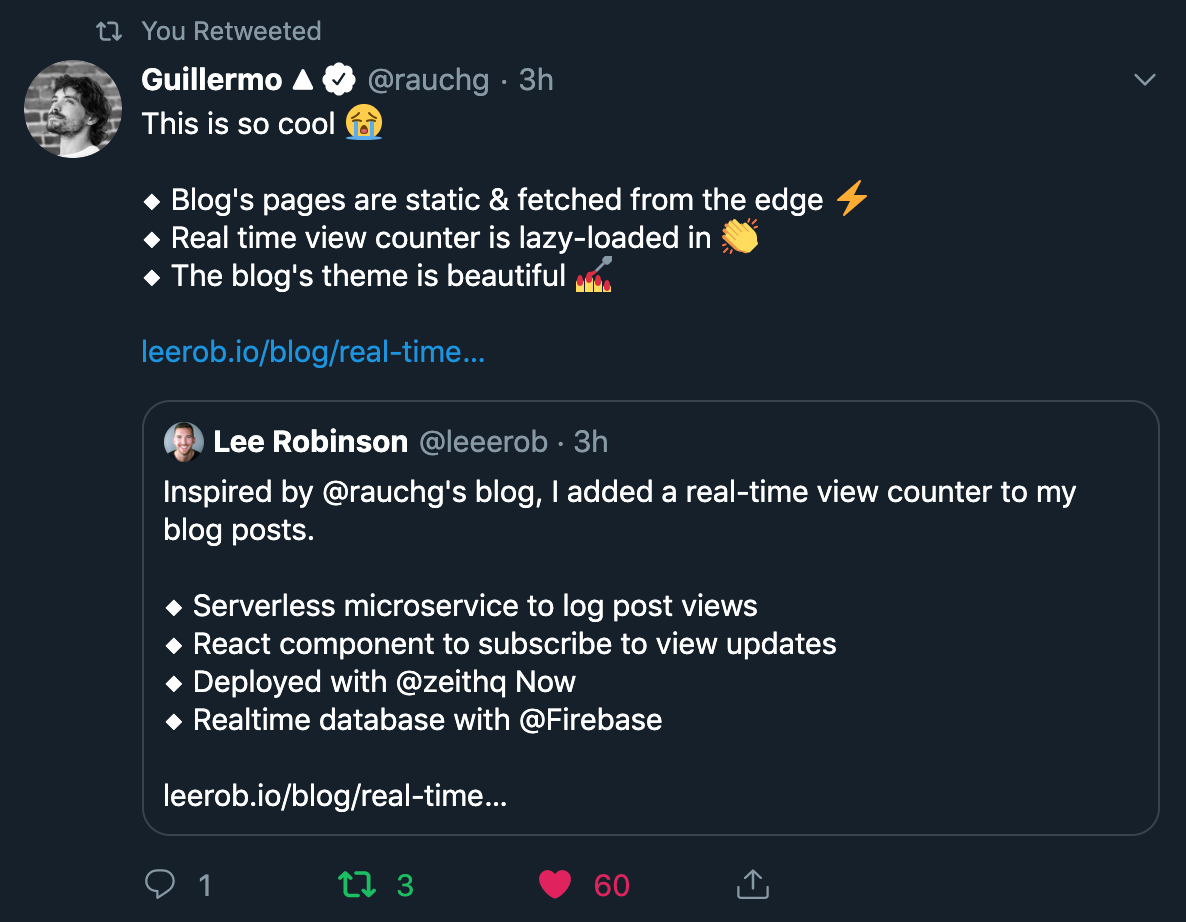 You Retweeted
Guillermo ▲ @rauchg · 3h
This is so cool 😭
◆ Blog's pages are static & fetched from the edge ⚡
◆ Real time view counter is lazy-loaded in 👏
◆ The blog's theme is beautiful 💅
leerob.io/blog/real-time...
Lee Robinson @leeerob · 3h
Inspired by @rauchg's blog, I added a real-time view counter to my
blog posts.
◆ Serverless microservice to log post views
◆ React component to subscribe to view updates
◆ Deployed with @zeithq Now
◆ Realtime database with @Firebase
leerob.io/blog/real-time...
1 3 60